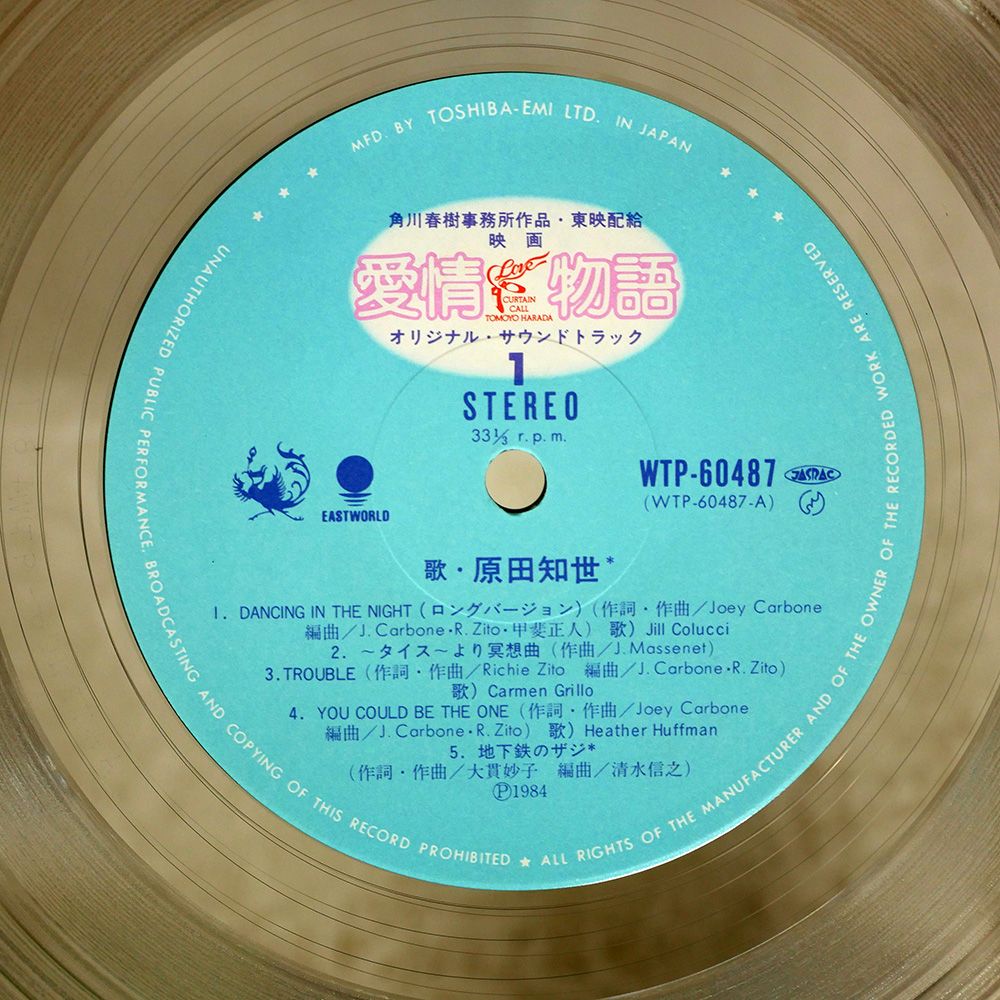 MFD. BY TOSHIBA-EMI LTD. IN JAPAN
角川春樹事務所作品・東映配給
映画
愛情物語
Love
CURTAIN
CALL
TOMOYO HARADA
オリジナル・サウンドトラック
1
STEREO
33⅓ r.p.m.
EASTWORLD
WTP-60487
JASRAC
(WTP-60487-A)
歌・原田知世*
1. DANCING IN THE NIGHT (ロングバージョン) (作詞・作曲/Joey Carbone
編曲/J. Carbone・R. Zito・甲斐正人) 歌) Jill Colucci
2. ～タイス～より冥想曲 (作曲/J. Massenet)
3. TROUBLE (作詞・作曲/Richie Zito 編曲/J. Carbone・R. Zito)
歌) Carmen Grillo
4. YOU COULD BE THE ONE (作詞・作曲/Joey Carbone
編曲/J. Carbone・R. Zito) 歌) Heather Huffman
5. 地下鉄のザジ*
(作詞・作曲/大貫妙子 編曲/清水信之)
Ⓟ1984
UNAUTHORIZED PUBLIC PERFORMANCE, BROADCASTING AND COPYING OF THIS RECORD PROHIBITED ★ ALL RIGHTS OF THE MANUFACTURER AND OF THE OWNER OF THE RECORDED WORK ARE RESERVED